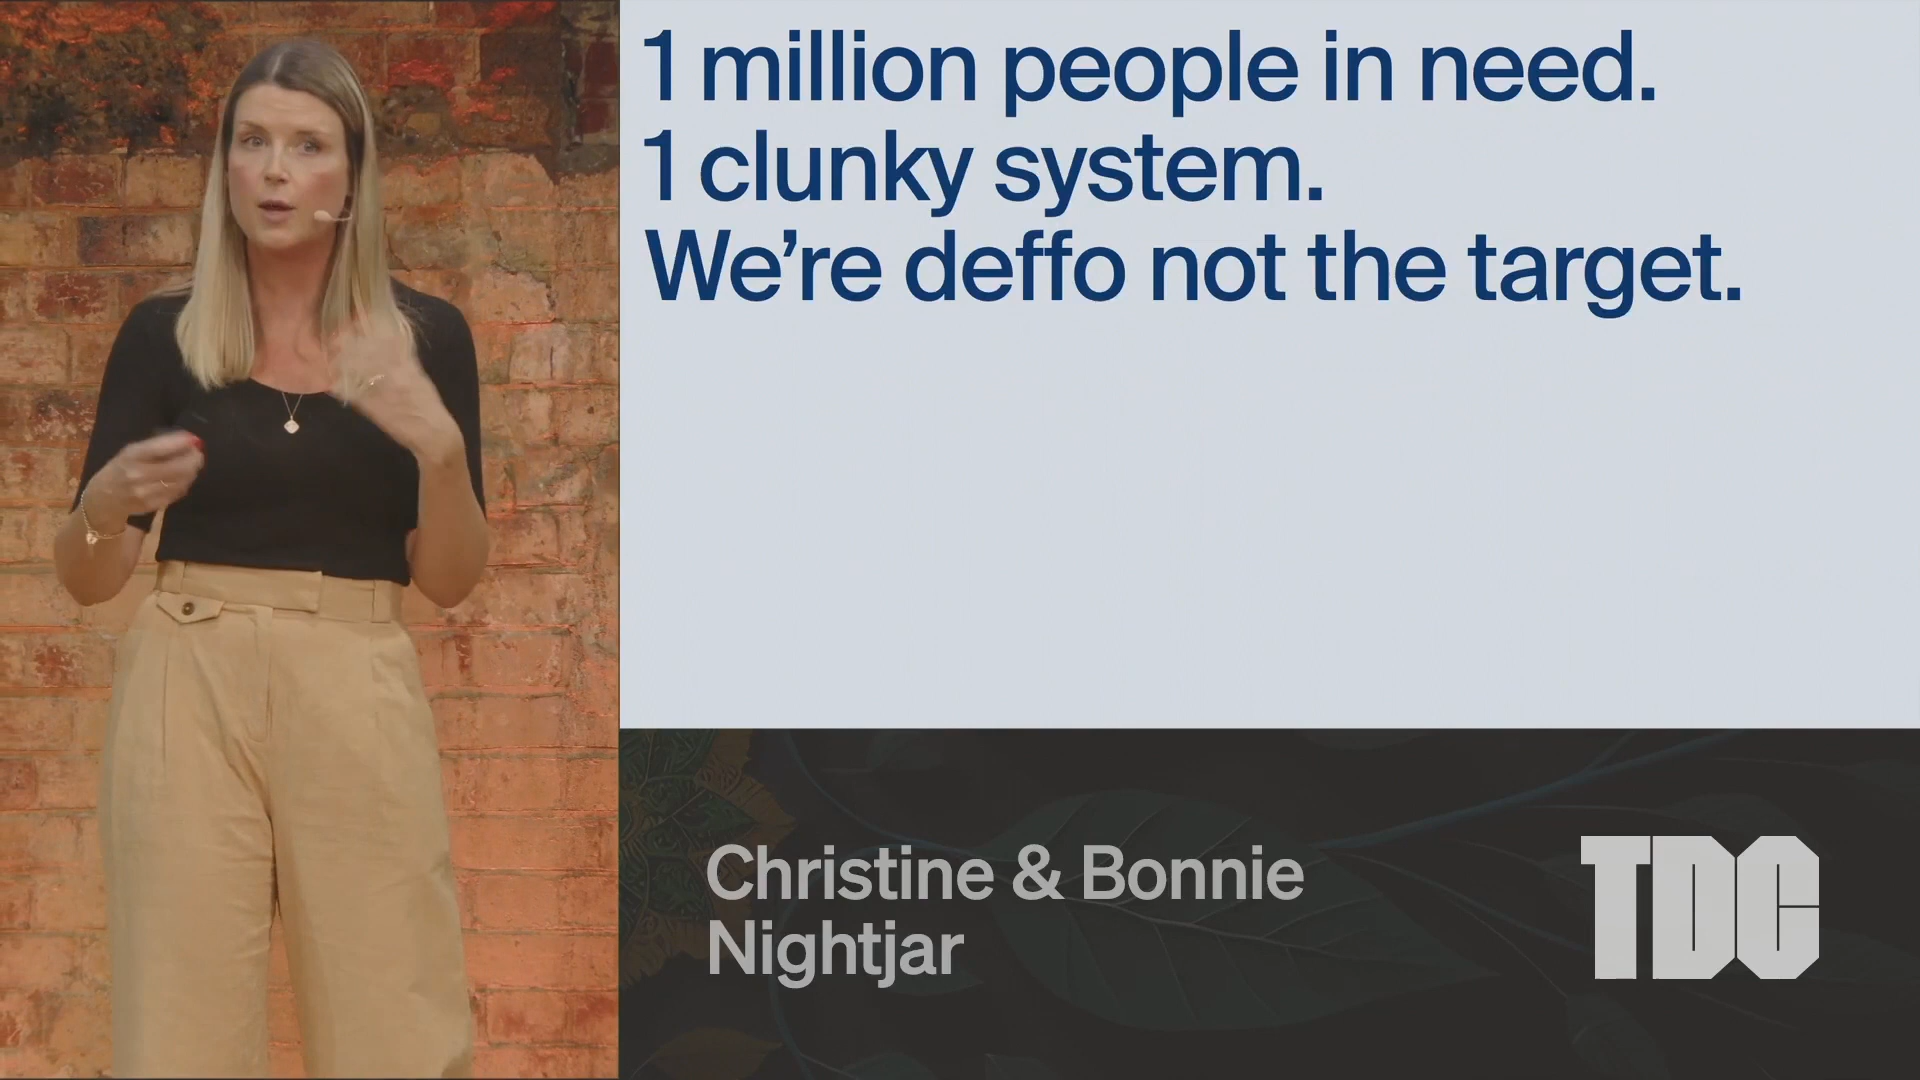 1 million people in need.
1 clunky system.
We’re deffo not the target.
Christine & Bonnie
Nightjar
TDC